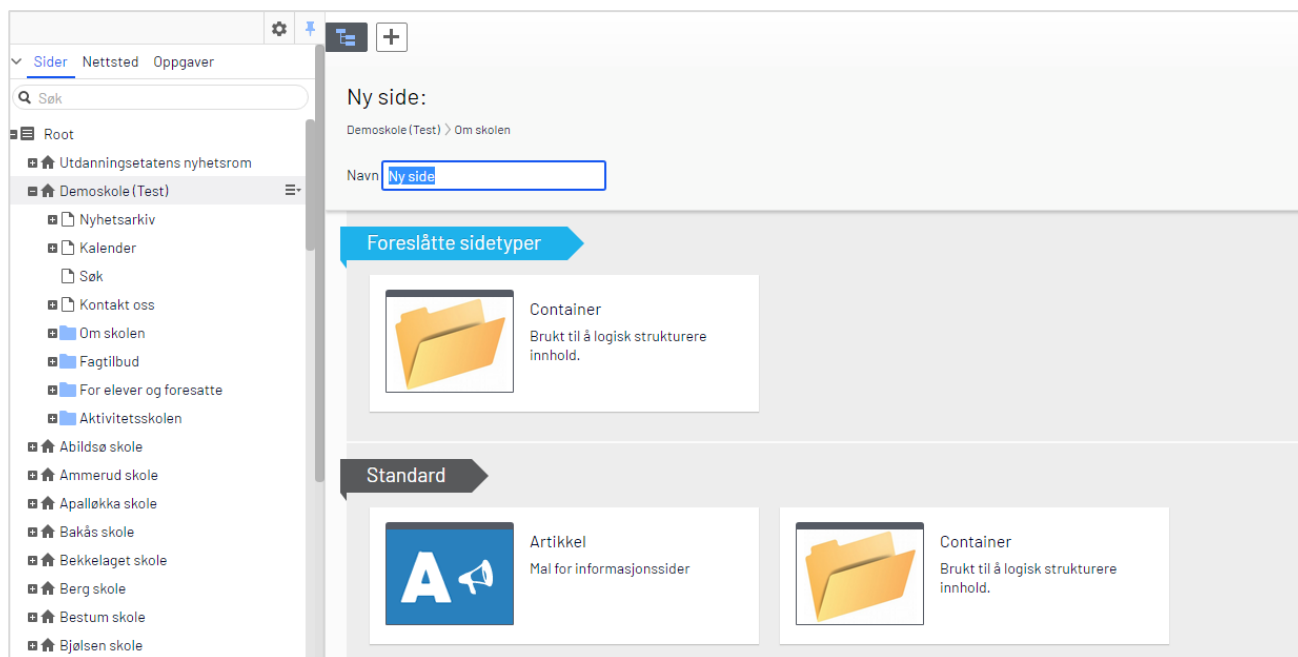 Sider Nettsted Oppgaver
Søk
Root
Utdanningsetatens nyhetsrom
Demoskole (Test)
Nyhetsarkiv
Kalender
Søk
Kontakt oss
Om skolen
Fagtilbud
For elever og foresatte
Aktivitetsskolen
Abildsø skole
Ammerud skole
Apalløkka skole
Bakås skole
Bekkelaget skole
Berg skole
Bestum skole
Bjølsen skole
Ny side:
Demoskole (Test) > Om skolen
Navn Ny side
Foreslåtte sidetyper
Container
Brukt til å logisk strukturere
innhold.
Standard
A
Artikkel
Mal for informasjonssider
Container
Brukt til å logisk strukturere
innhold.